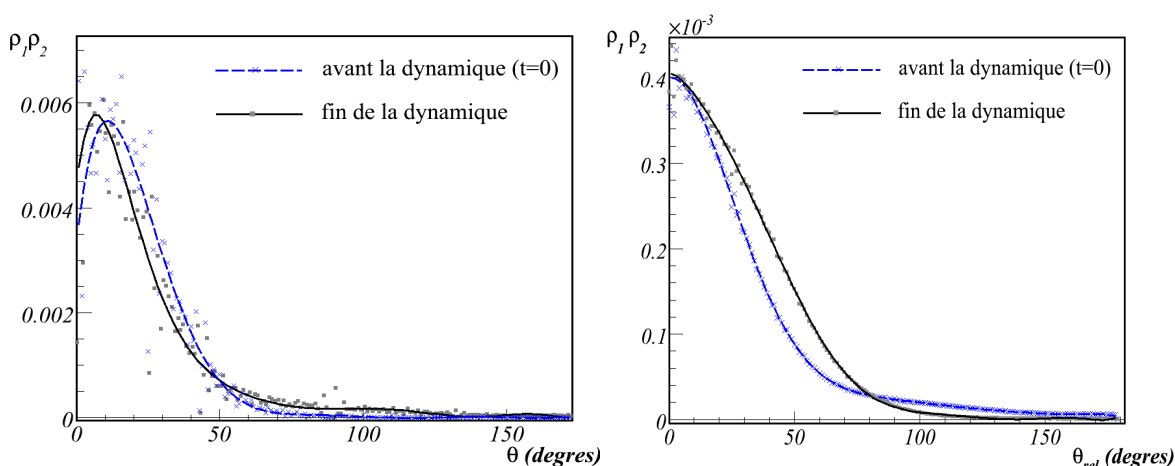 ρ1ρ2
avant la dynamique (t=0)
fin de la dynamique
0.006
0.004
0.002
0
0 50 100 150
θ (degres)
×10⁻³
ρ1 ρ2
avant la dynamique (t=0)
fin de la dynamique
0.4
0.3
0.2
0.1
0
0 50 100 150
θrel (degres)